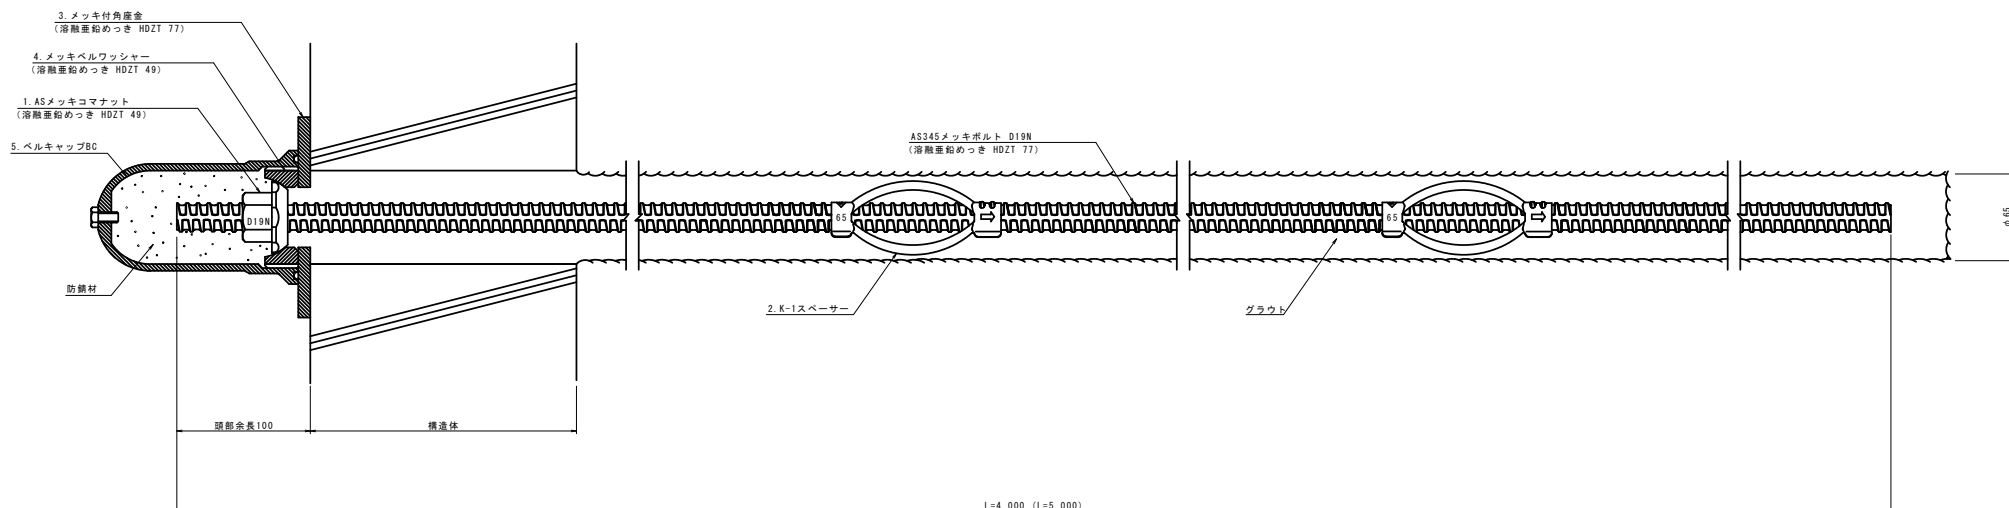 3.メッキ付角座金
(溶融亜鉛めっき HDZT 77)
4.メッキベルワッシャー
(溶融亜鉛めっき HDZT 49)
1.ASメッキコマナット
(溶融亜鉛めっき HDZT 49)
5.ベルキャップBC
D19N
防錆材
頭部余長100
構造体
AS345メッキボルト D19N
(溶融亜鉛めっき HDZT 77)
65
65
2.K-1スペーサー
グラウト
φ65
L=4,000 (L=5,000)